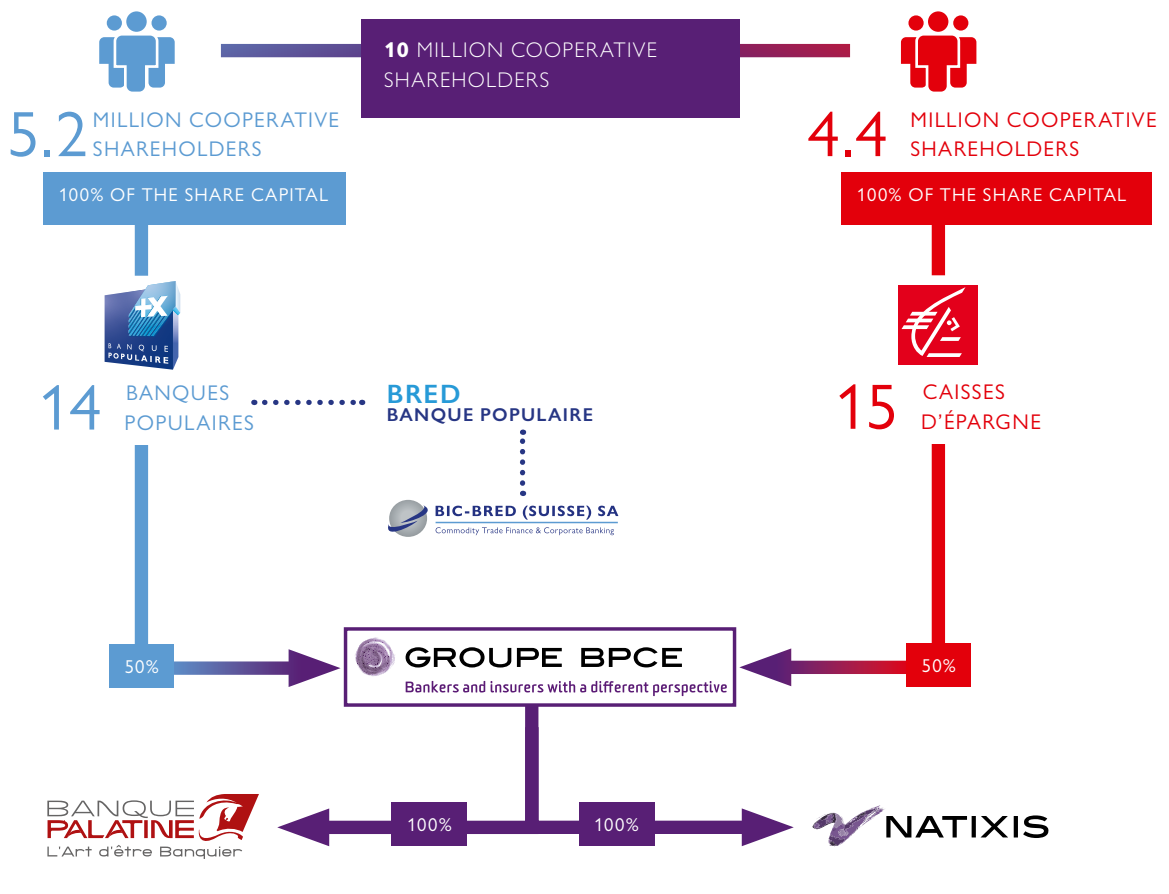 10 MILLION COOPERATIVE
SHAREHOLDERS
5.2 MILLION COOPERATIVE
SHAREHOLDERS
4.4 MILLION COOPERATIVE
SHAREHOLDERS
100% OF THE SHARE CAPITAL
100% OF THE SHARE CAPITAL
+X
BANQUE
POPULAIRE
14 BANQUES
POPULAIRES
BRED
BANQUE POPULAIRE
15 CAISSES
D'ÉPARGNE
BIC-BRED (SUISSE) SA
Commodity Trade Finance & Corporate Banking
50%
GROUPE BPCE
Bankers and insurers with a different perspective
50%
BANQUE
PALATINE
L'Art d'être Banquier
100%
100%
NATIXIS